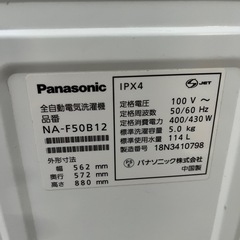 Panasonic
全自動電気洗濯機
品番
NA-F50B12
外形寸法
幅 562 mm
奥行 572 mm
高さ 880 mm
IPX4
JET
定格電圧 100 V~
定格周波数 50/60 Hz
定格消費電力 400/430 W
標準洗濯容量 5.0 kg
標準使用水量 114 L
18N3410798
パナソニック株式会社
中国製